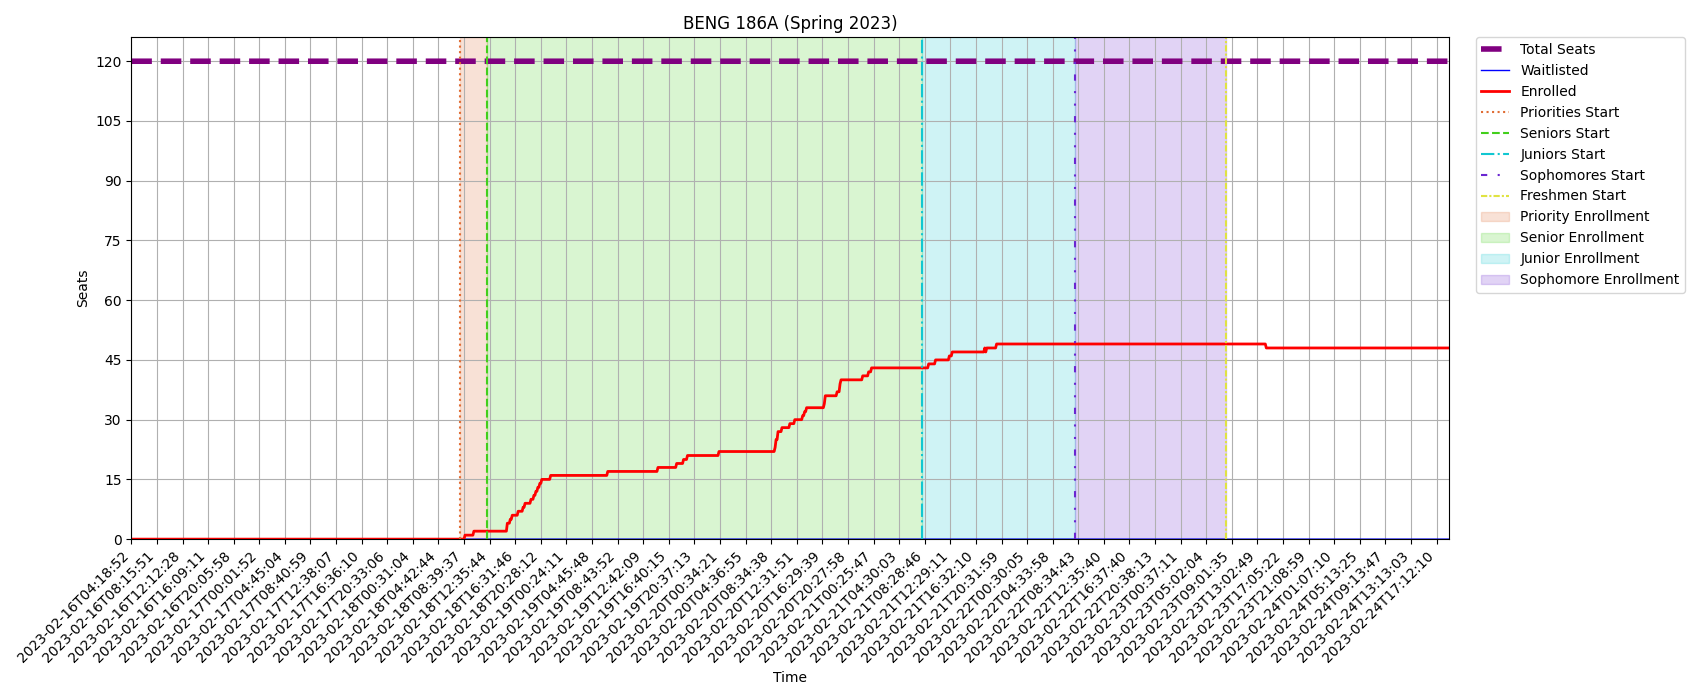 BENG 186A (Spring 2023)
Total Seats
Waitlisted
Enrolled
Priorities Start
Seniors Start
Juniors Start
Sophomores Start
Freshmen Start
Priority Enrollment
Senior Enrollment
Junior Enrollment
Sophomore Enrollment
Seats
120
105
90
75
60
45
30
15
0
2023-02-16T04:18:52
2023-02-16T08:15:51
2023-02-16T12:12:28
2023-02-16T16:09:11
2023-02-16T20:05:58
2023-02-17T00:01:52
2023-02-17T04:45:04
2023-02-17T08:40:59
2023-02-17T12:38:07
2023-02-17T16:36:10
2023-02-17T20:33:06
2023-02-18T00:31:04
2023-02-18T04:42:44
2023-02-18T08:39:37
2023-02-18T12:35:44
2023-02-18T16:31:46
2023-02-18T20:28:12
2023-02-19T00:24:11
2023-02-19T04:45:48
2023-02-19T08:43:52
2023-02-19T12:42:09
2023-02-19T16:40:15
2023-02-19T20:37:13
2023-02-20T00:34:21
2023-02-20T04:36:55
2023-02-20T08:34:38
2023-02-20T12:31:51
2023-02-20T16:29:39
2023-02-20T20:27:58
2023-02-21T00:25:47
2023-02-21T04:30:03
2023-02-21T08:28:46
2023-02-21T12:29:11
2023-02-21T16:32:10
2023-02-21T20:31:59
2023-02-22T00:30:05
2023-02-22T04:33:58
2023-02-22T08:34:43
2023-02-22T12:35:40
2023-02-22T16:37:40
2023-02-22T20:38:13
2023-02-23T00:37:11
2023-02-23T05:02:04
2023-02-23T09:01:35
2023-02-23T13:02:49
2023-02-23T17:05:22
2023-02-23T21:08:59
2023-02-24T01:07:10
2023-02-24T05:13:25
2023-02-24T09:13:47
2023-02-24T13:13:03
2023-02-24T17:12:10
Time